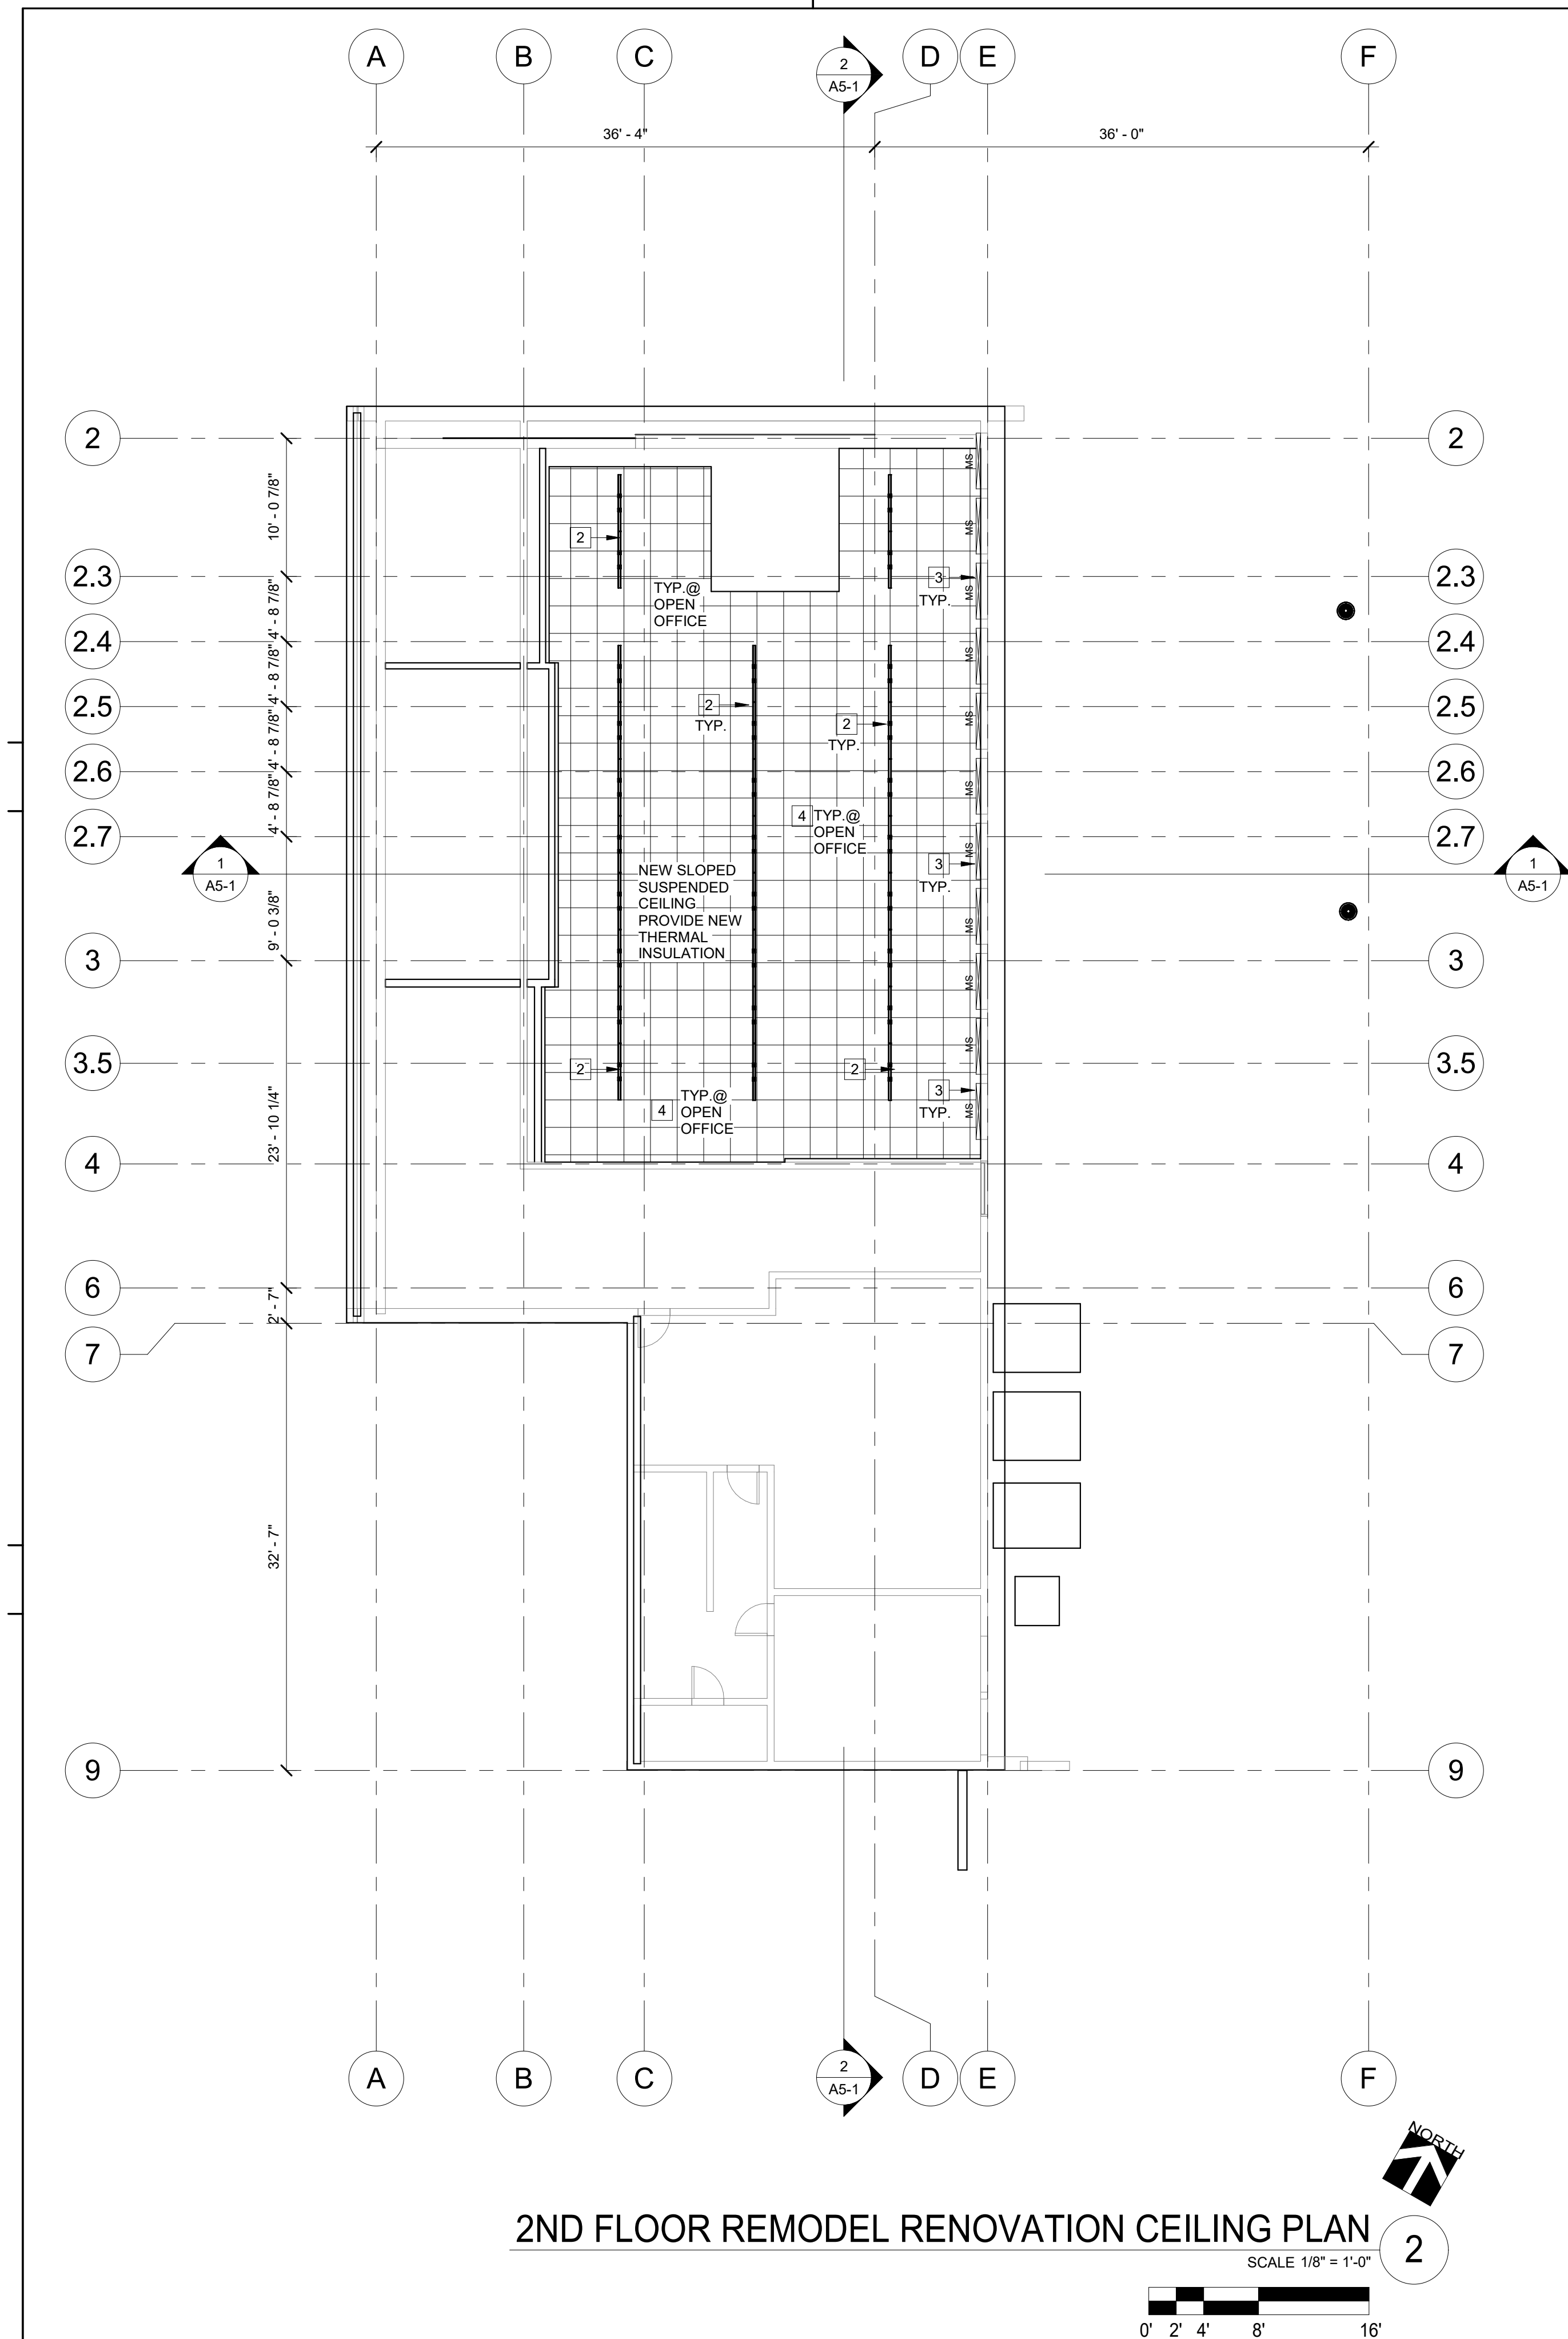 A B C D E F
2
A5-1
36' - 4" 36' - 0"
2 2
10' - 0 7/8"
MS
MS
2
2.3 2.3
3
TYP.
MS
TYP.@
OPEN
OFFICE
4' - 8 7/8"
2.4 2.4
MS
4' - 8 7/8"
2.5 2.5
2
TYP.
2
TYP.
MS
4' - 8 7/8"
2.6 2.6
MS
4' - 8 7/8"
4
TYP.@
OPEN
OFFICE
2.7 2.7
MS
3
TYP.
1
A5-1
1
A5-1
NEW SLOPED
SUSPENDED
CEILING
PROVIDE NEW
THERMAL
INSULATION
MS
9' - 0 3/8"
3 3
MS
MS
3.5 3.5
2
2
3
TYP.
MS
4
TYP.@
OPEN
OFFICE
23' - 10 1/4"
4 4
6 6
2' - 7"
7 7
32' - 7"
9 9
A B C D E F
2
A5-1
NORTH
2ND FLOOR REMODEL RENOVATION CEILING PLAN
2
SCALE 1/8" = 1'-0"
0' 2' 4' 8' 16'